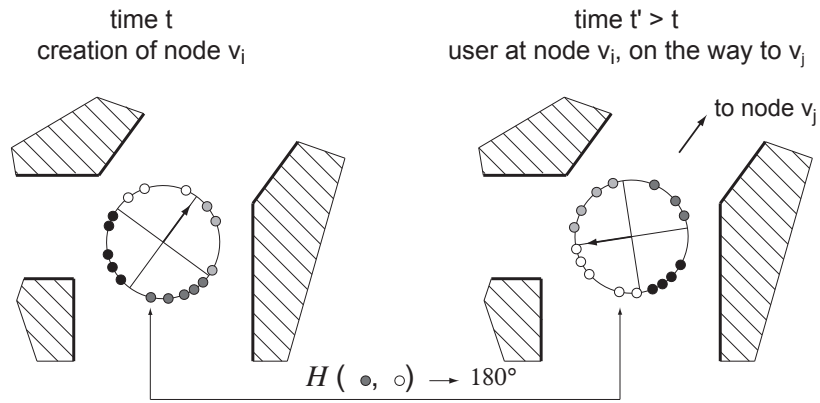 time t
creation of node vi
time t' > t
user at node vi, on the way to vj
to node vj
H ( , ) → 180°